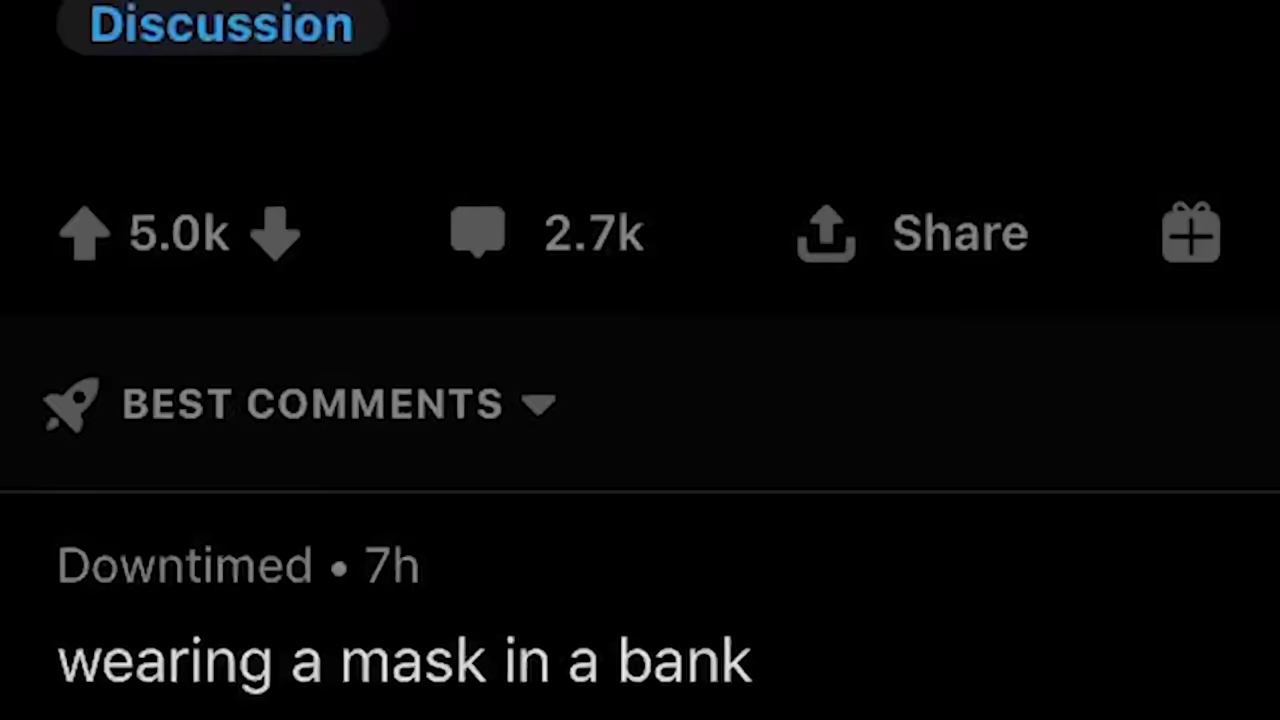 Discussion
5.0k 2.7k Share
BEST COMMENTS
Downtimed • 7h
wearing a mask in a bank